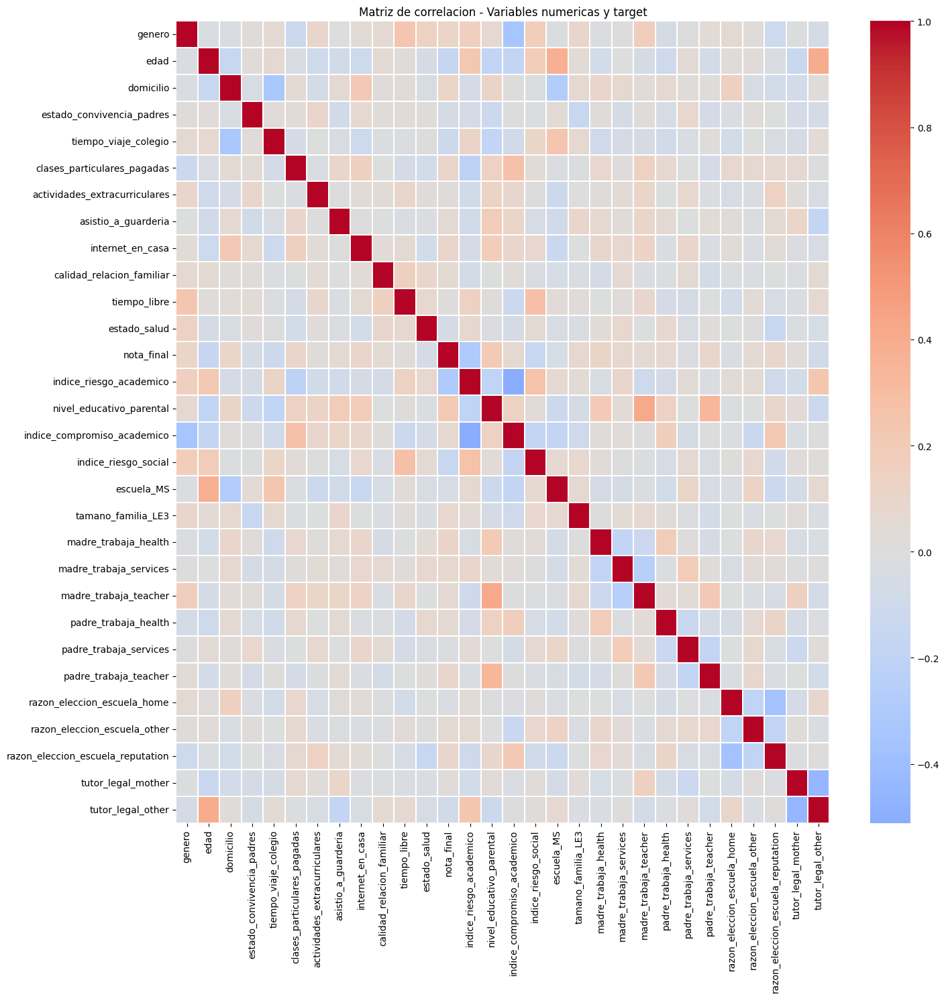 Matriz de correlacion - Variables numericas y target
genero
edad
domicilio
estado_convivencia_padres
tiempo_viaje_colegio
clases_particulares_pagadas
actividades_extracurriculares
asistio_a_guarderia
internet_en_casa
calidad_relacion_familiar
tiempo_libre
estado_salud
nota_final
indice_riesgo_academico
nivel_educativo_parental
indice_compromiso_academico
indice_riesgo_social
escuela_MS
tamano_familia_LE3
madre_trabaja_health
madre_trabaja_services
madre_trabaja_teacher
padre_trabaja_health
padre_trabaja_services
padre_trabaja_teacher
razon_eleccion_escuela_home
razon_eleccion_escuela_other
razon_eleccion_escuela_reputation
tutor_legal_mother
tutor_legal_other
genero
edad
domicilio
estado_convivencia_padres
tiempo_viaje_colegio
clases_particulares_pagadas
actividades_extracurriculares
asistio_a_guarderia
internet_en_casa
calidad_relacion_familiar
tiempo_libre
estado_salud
nota_final
indice_riesgo_academico
nivel_educativo_parental
indice_compromiso_academico
indice_riesgo_social
escuela_MS
tamano_familia_LE3
madre_trabaja_health
madre_trabaja_services
madre_trabaja_teacher
padre_trabaja_health
padre_trabaja_services
padre_trabaja_teacher
razon_eleccion_escuela_home
razon_eleccion_escuela_other
razon_eleccion_escuela_reputation
tutor_legal_mother
tutor_legal_other
1.0
0.8
0.6
0.4
0.2
0.0
−0.2
−0.4